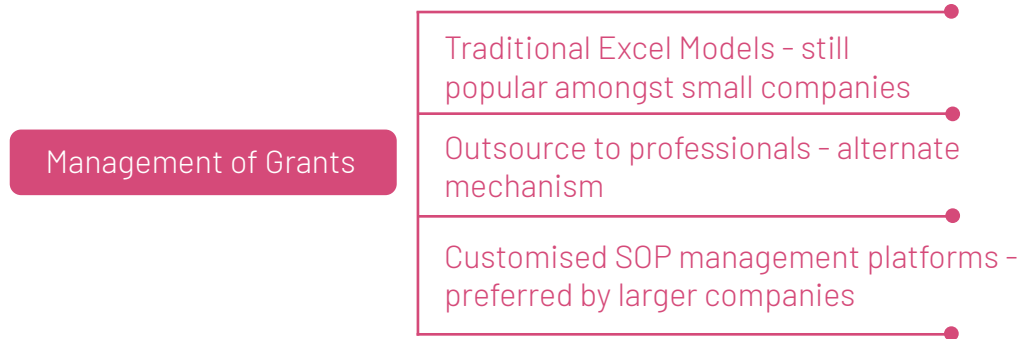 Management of Grants
Traditional Excel Models - still
popular amongst small companies
Outsource to professionals - alternate
mechanism
Customised SOP management platforms -
preferred by larger companies